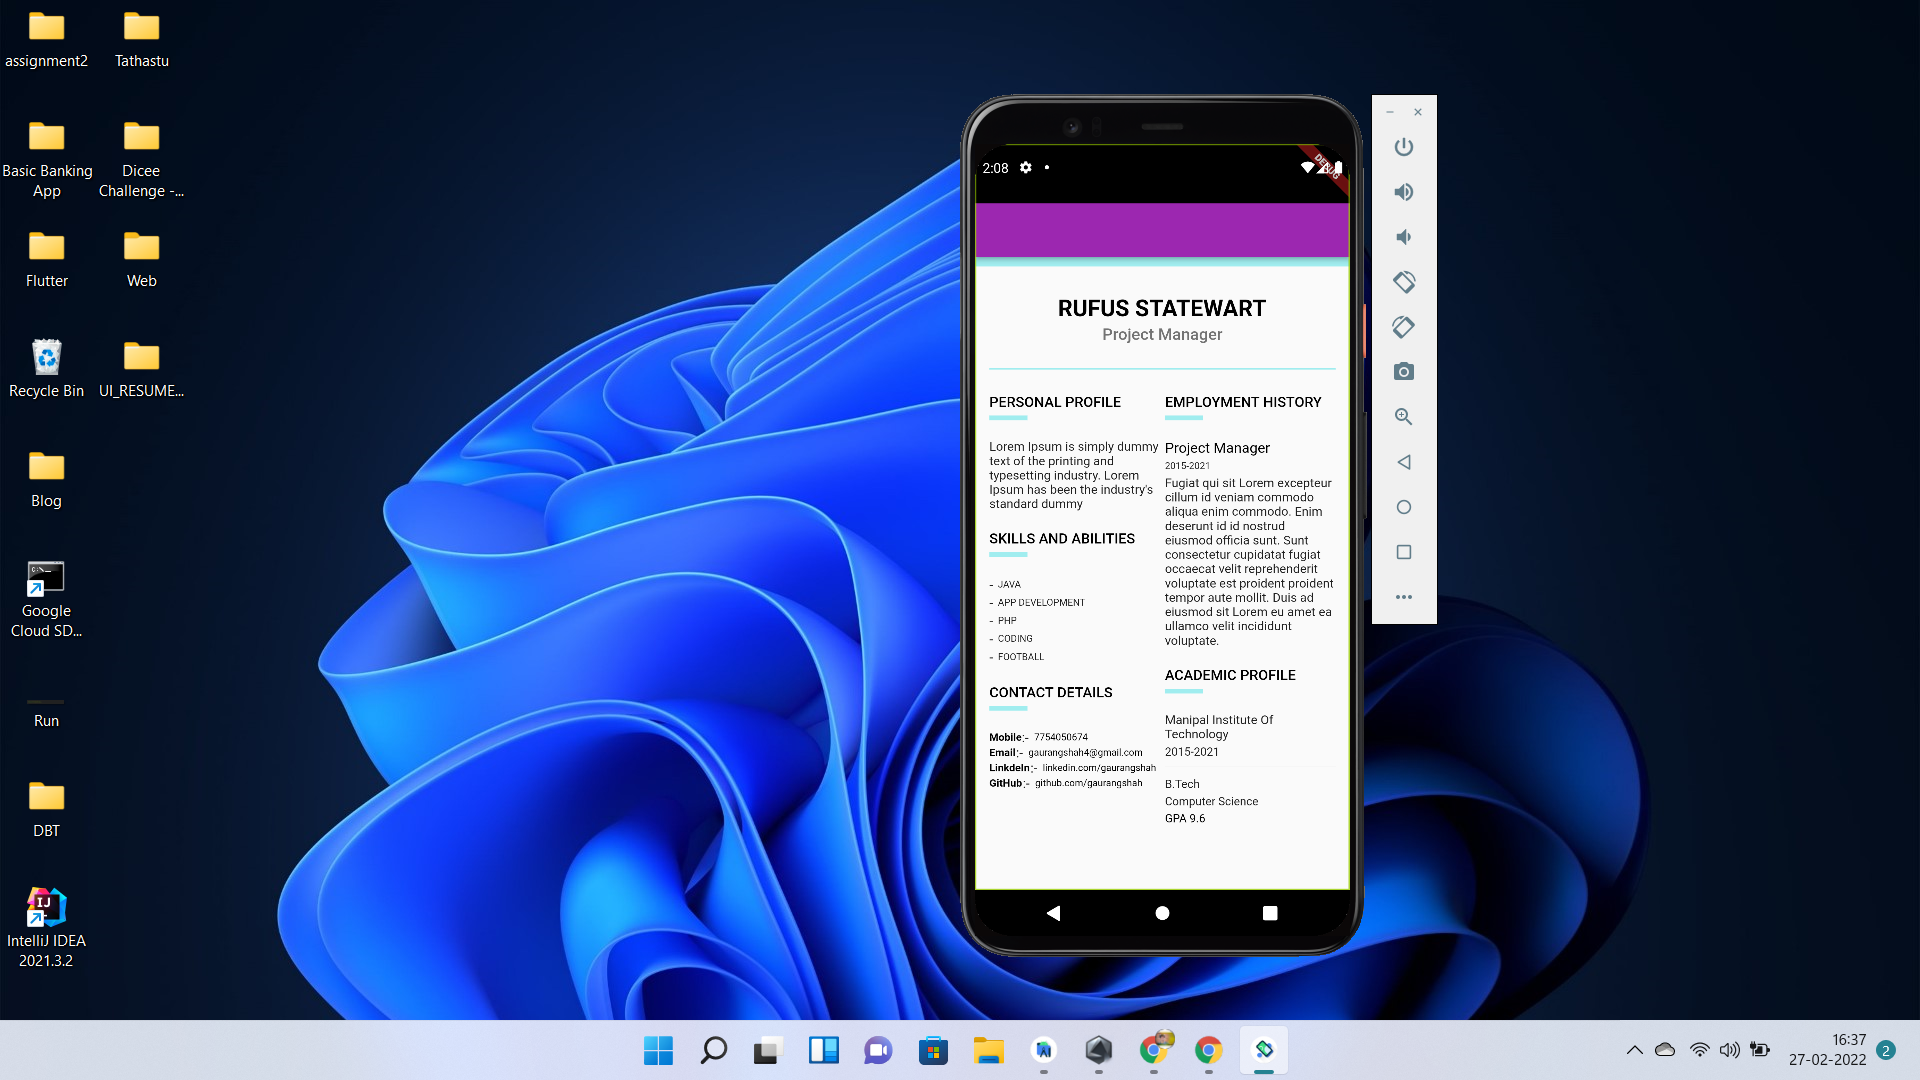 assignment2
Tathastu
Basic Banking
App
Dicee
Challenge -...
Flutter
Web
Recycle Bin
UI_RESUME...
Blog
Google
Cloud SD...
Run
DBT
IntelliJ IDEA
2021.3.2
2:08
DEBUG
RUFUS STATEWART
Project Manager
PERSONAL PROFILE
Lorem Ipsum is simply dummy
text of the printing and
typesetting industry. Lorem
Ipsum has been the industry's
standard dummy
SKILLS AND ABILITIES
- JAVA
- APP DEVELOPMENT
- PHP
- CODING
- FOOTBALL
CONTACT DETAILS
Mobile:- 7754050674
Email:- gaurangshah4@gmail.com
LinkdeIn:- linkedin.com/gaurangshah
GitHub:- github.com/gaurangshah
EMPLOYMENT HISTORY
Project Manager
2015-2021
Fugiat qui sit Lorem excepteur
cillum id veniam commodo
aliqua enim commodo. Enim
deserunt id id nostrud
eiusmod officia sunt. Sunt
consectetur cupidatat fugiat
occaecat velit reprehenderit
voluptate est proident proident
tempor aute mollit. Duis ad
eiusmod sit Lorem eu amet ea
ullamco velit incididunt
voluptate.
ACADEMIC PROFILE
Manipal Institute Of
Technology
2015-2021
B.Tech
Computer Science
GPA 9.6
16:37
27-02-2022
2